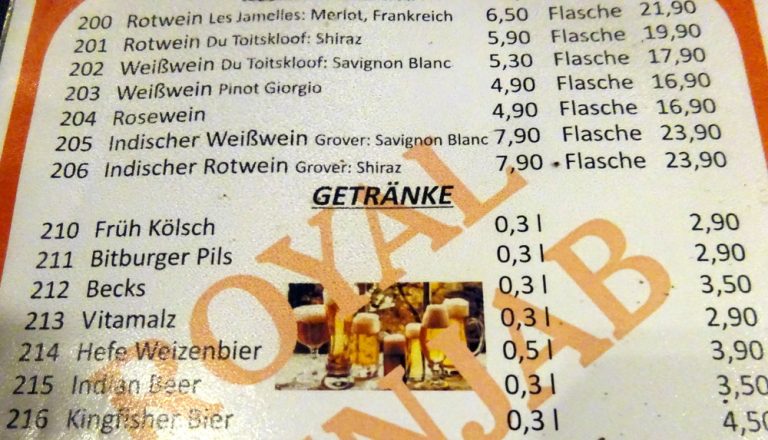 200 Rotwein Les Jamelles: Merlot, Frankreich 6,50 Flasche 21,90
201 Rotwein Du Toitskloof: Shiraz 5,90 Flasche 19,90
202 Weißwein Du Toitskloof: Savignon Blanc 5,30 Flasche 17,90
203 Weißwein Pinot Giorgio 4,90 Flasche 16,90
204 Rosewein 4,90 Flasche 16,90
205 Indischer Weißwein Grover: Savignon Blanc 7,90 Flasche 23,90
206 Indischer Rotwein Grover: Shiraz 7,90 Flasche 23,90
GETRÄNKE
210 Früh Kölsch 0,3 l 2,90
211 Bitburger Pils 0,3 l 2,90
212 Becks 0,3 l 3,50
213 Vitamalz 0,3 l 2,90
214 Hefe Weizenbier 0,5 l 3,90
215 Indian Beer 0,3 l 3,50
216 Kingfisher Bier 0,3 l 4,50
ROYAL
UNJAB